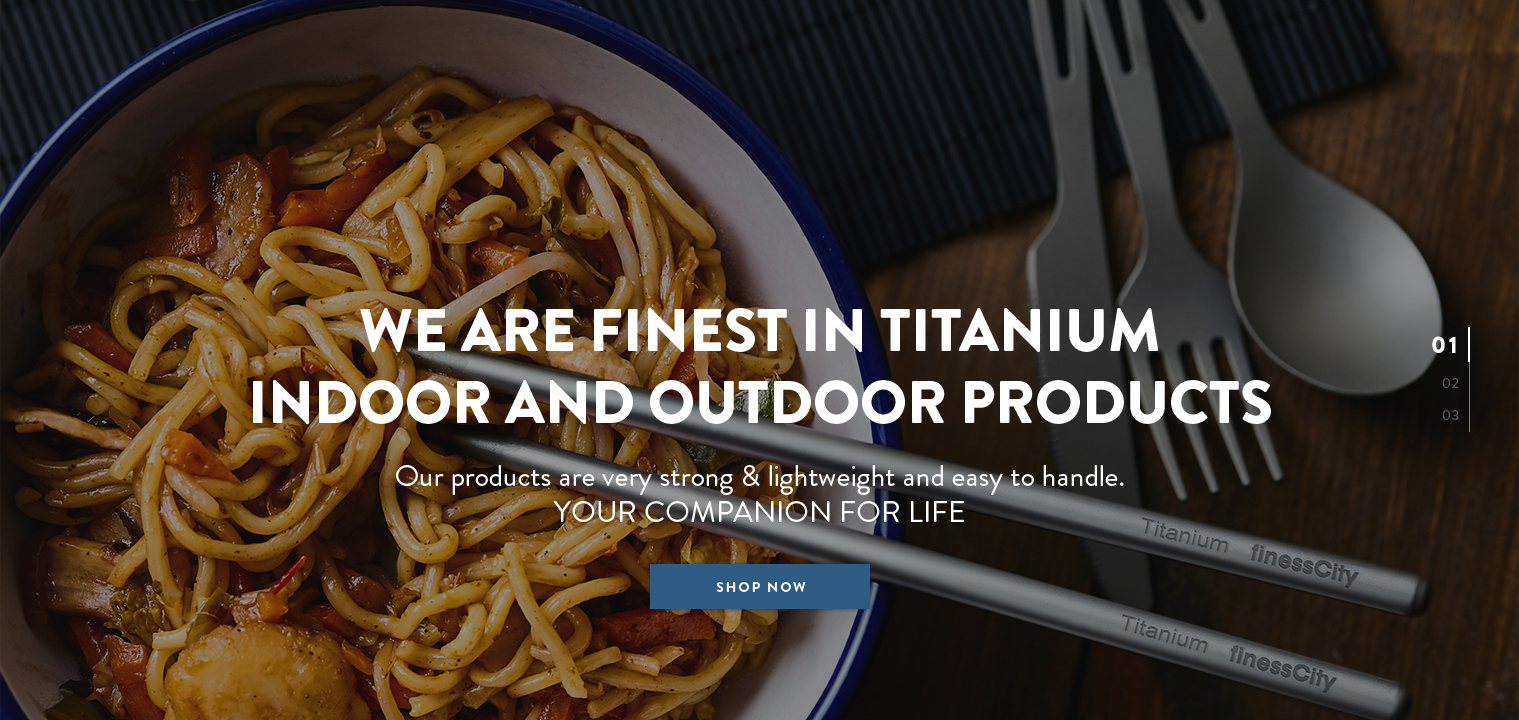 WE ARE FINEST IN TITANIUM
INDOOR AND OUTDOOR PRODUCTS
Our products are very strong & lightweight and easy to handle.
YOUR COMPANION FOR LIFE
SHOP NOW
01
02
03
Titanium finessCity
Titanium finessCity